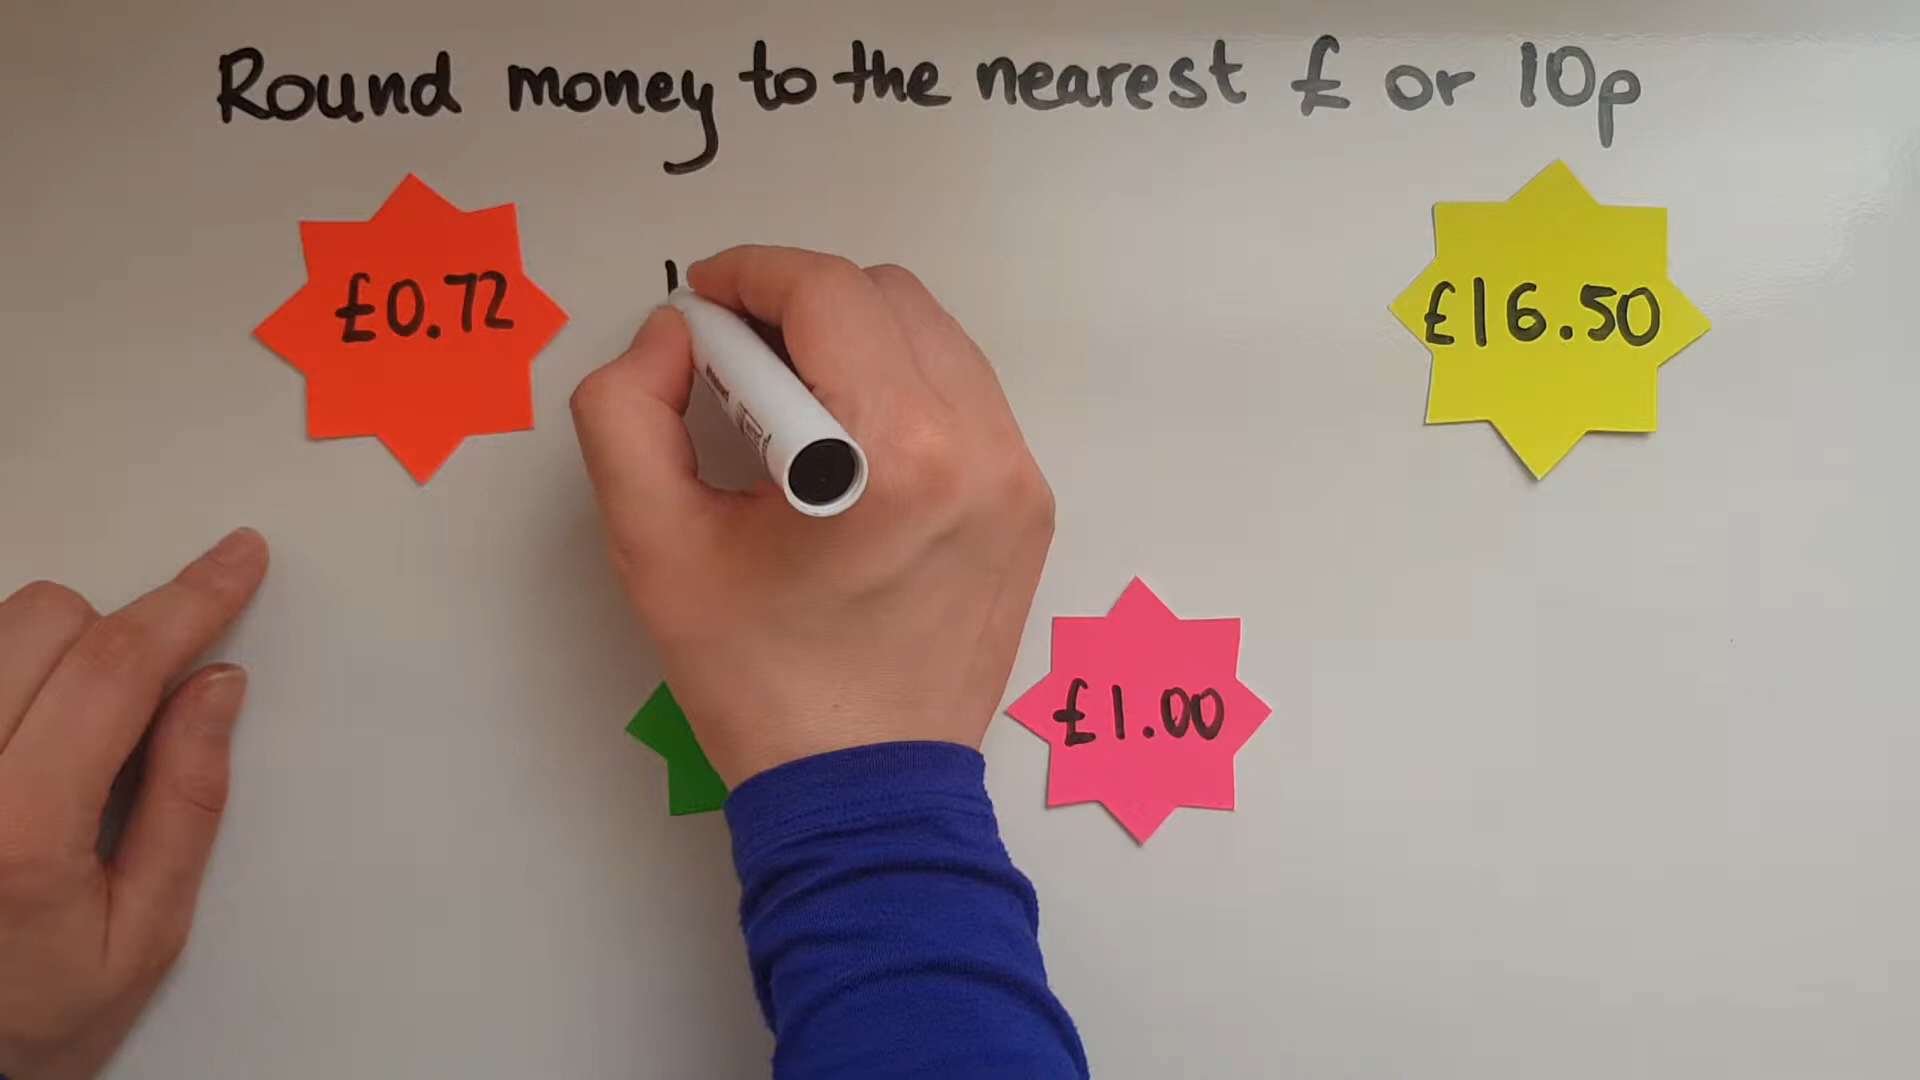 Round money to the nearest £ or 10p
£0.72
£16.50
£1.00